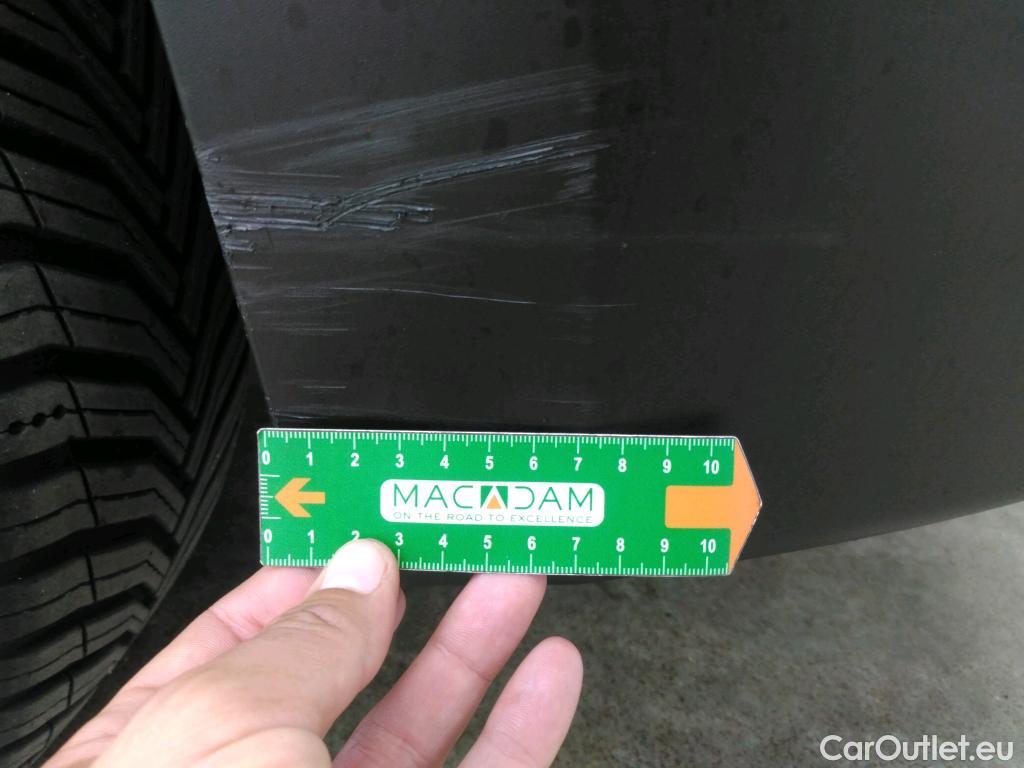 0 1 2 3 4 5 6 7 8 9 10
MACADAM
ON THE ROAD TO EXCELLENCE
0 1 2 3 4 5 6 7 8 9 10
CarOutlet.eu